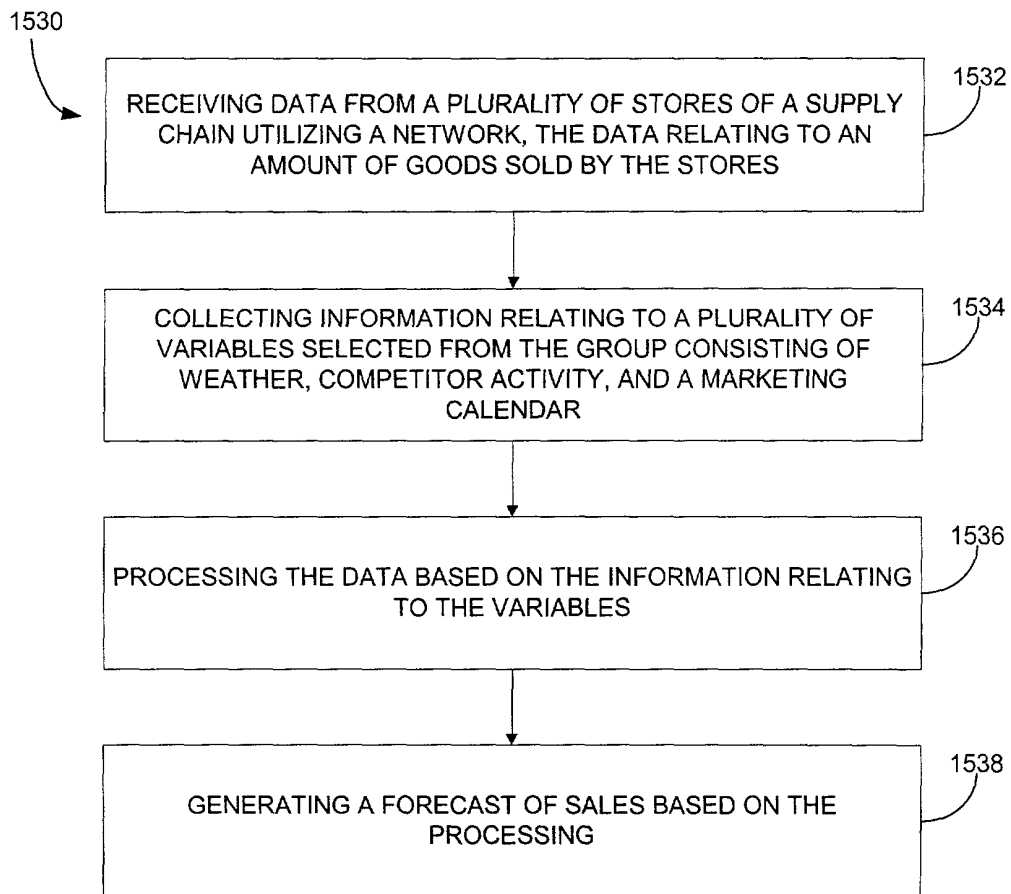 1530
1532
RECEIVING DATA FROM A PLURALITY OF STORES OF A SUPPLY
CHAIN UTILIZING A NETWORK, THE DATA RELATING TO AN
AMOUNT OF GOODS SOLD BY THE STORES
1534
COLLECTING INFORMATION RELATING TO A PLURALITY OF
VARIABLES SELECTED FROM THE GROUP CONSISTING OF
WEATHER, COMPETITOR ACTIVITY, AND A MARKETING
CALENDAR
1536
PROCESSING THE DATA BASED ON THE INFORMATION RELATING
TO THE VARIABLES
1538
GENERATING A FORECAST OF SALES BASED ON THE
PROCESSING